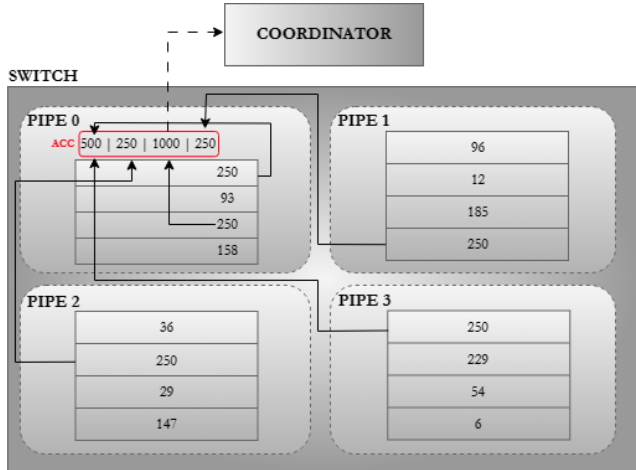 COORDINATOR
SWITCH
PIPE 0
ACC 500 | 250 | 1000 | 250
250
93
250
158
PIPE 1
96
12
185
250
PIPE 2
36
250
29
147
PIPE 3
250
229
54
6